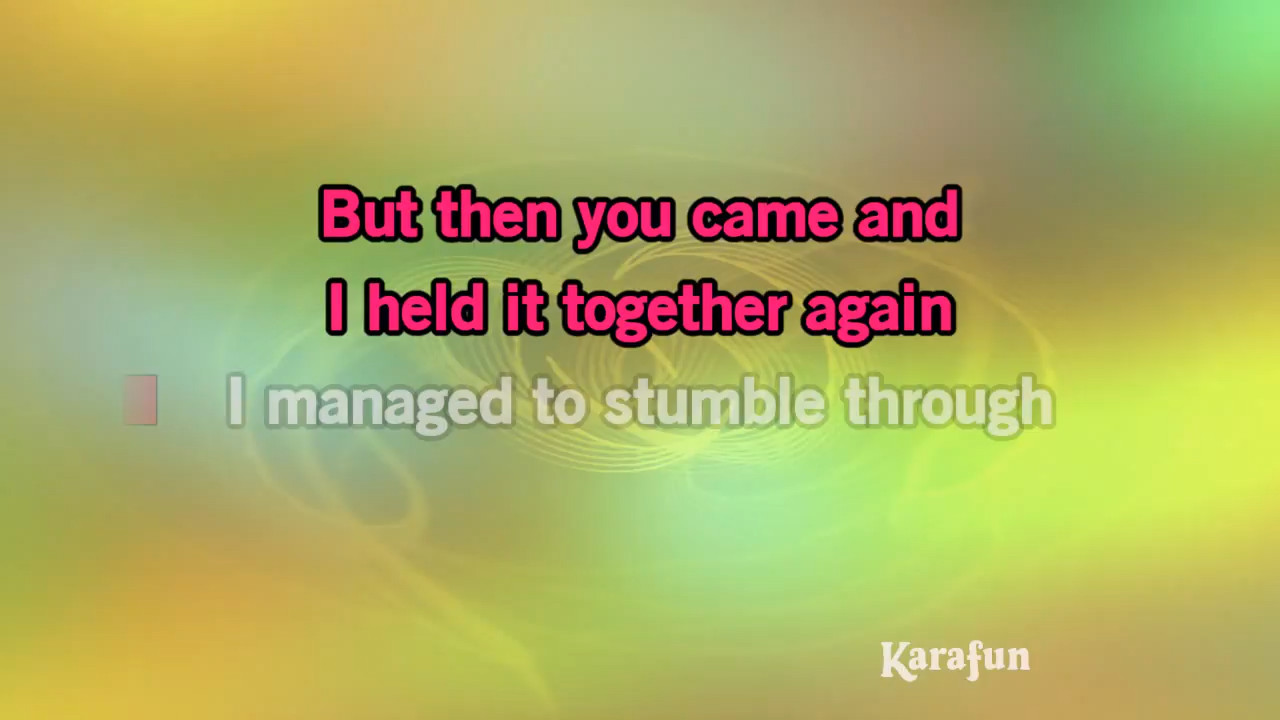 But then you came and
I held it together again
I managed to stumble through
Karafun